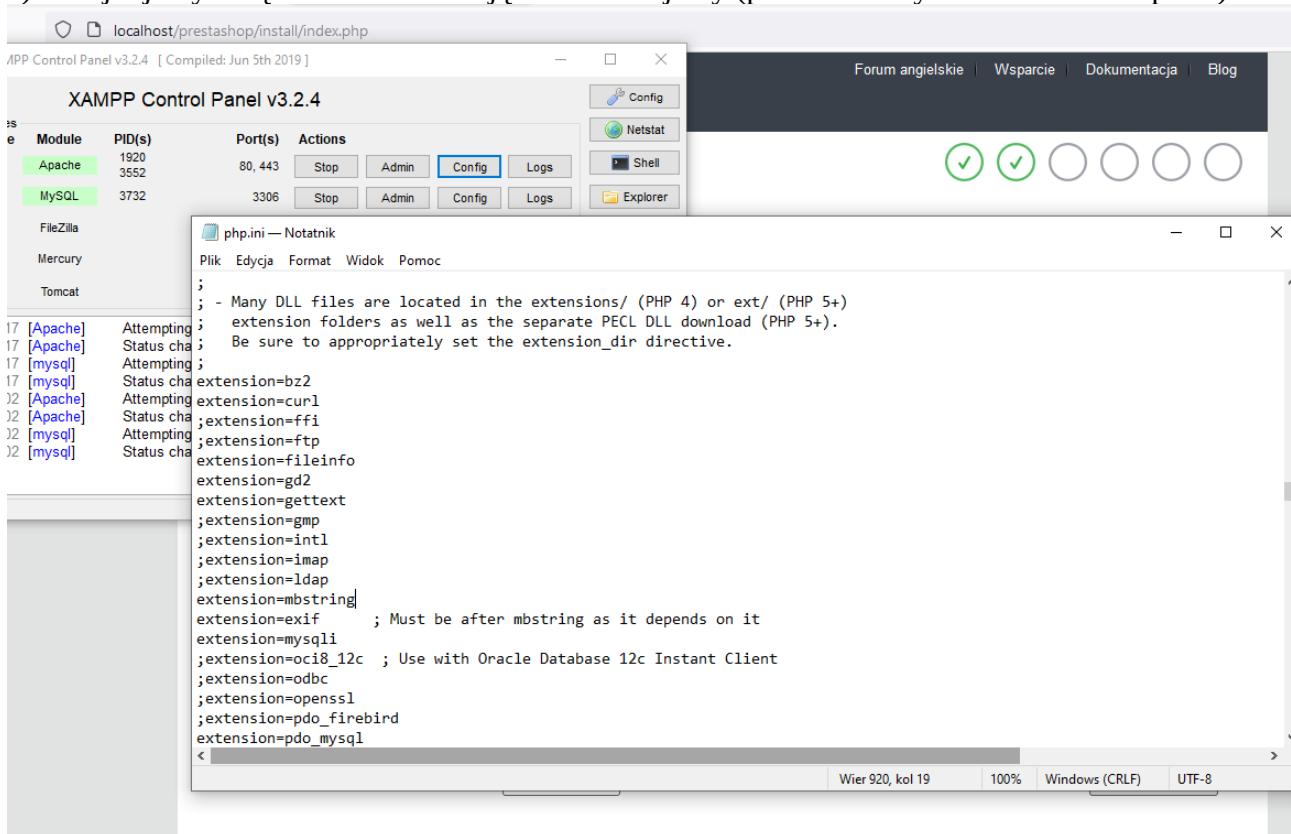 localhost/prestashop/install/index.php
MPP Control Panel v3.2.4 [ Compiled: Jun 5th 2019 ]
Forum angielskie Wsparcie Dokumentacja Blog
XAMPP Control Panel v3.2.4
Config
Netstat
Module PID(s) Port(s) Actions
Apache 1920 3552 80, 443 Stop Admin Config Logs Shell
MySQL 3732 3306 Stop Admin Config Logs Explorer
FileZilla
Mercury
Tomcat
17 [Apache] Attempting
17 [Apache] Status cha
17 [mysql] Attempting
17 [mysql] Status cha
02 [Apache] Attempting
02 [Apache] Status cha
02 [mysql] Attempting
02 [mysql] Status cha
php.ini — Notatnik
Plik Edycja Format Widok Pomoc
;
; - Many DLL files are located in the extensions/ (PHP 4) or ext/ (PHP 5+)
;   extension folders as well as the separate PECL DLL download (PHP 5+).
;   Be sure to appropriately set the extension_dir directive.
;
extension=bz2
extension=curl
;extension=ffi
;extension=ftp
extension=fileinfo
extension=gd2
extension=gettext
;extension=gmp
;extension=intl
;extension=imap
;extension=ldap
extension=mbstring
extension=exif      ; Must be after mbstring as it depends on it
extension=mysqli
;extension=oci8_12c  ; Use with Oracle Database 12c Instant Client
;extension=odbc
;extension=openssl
;extension=pdo_firebird
extension=pdo_mysql
Wier 920, kol 19 100% Windows (CRLF) UTF-8